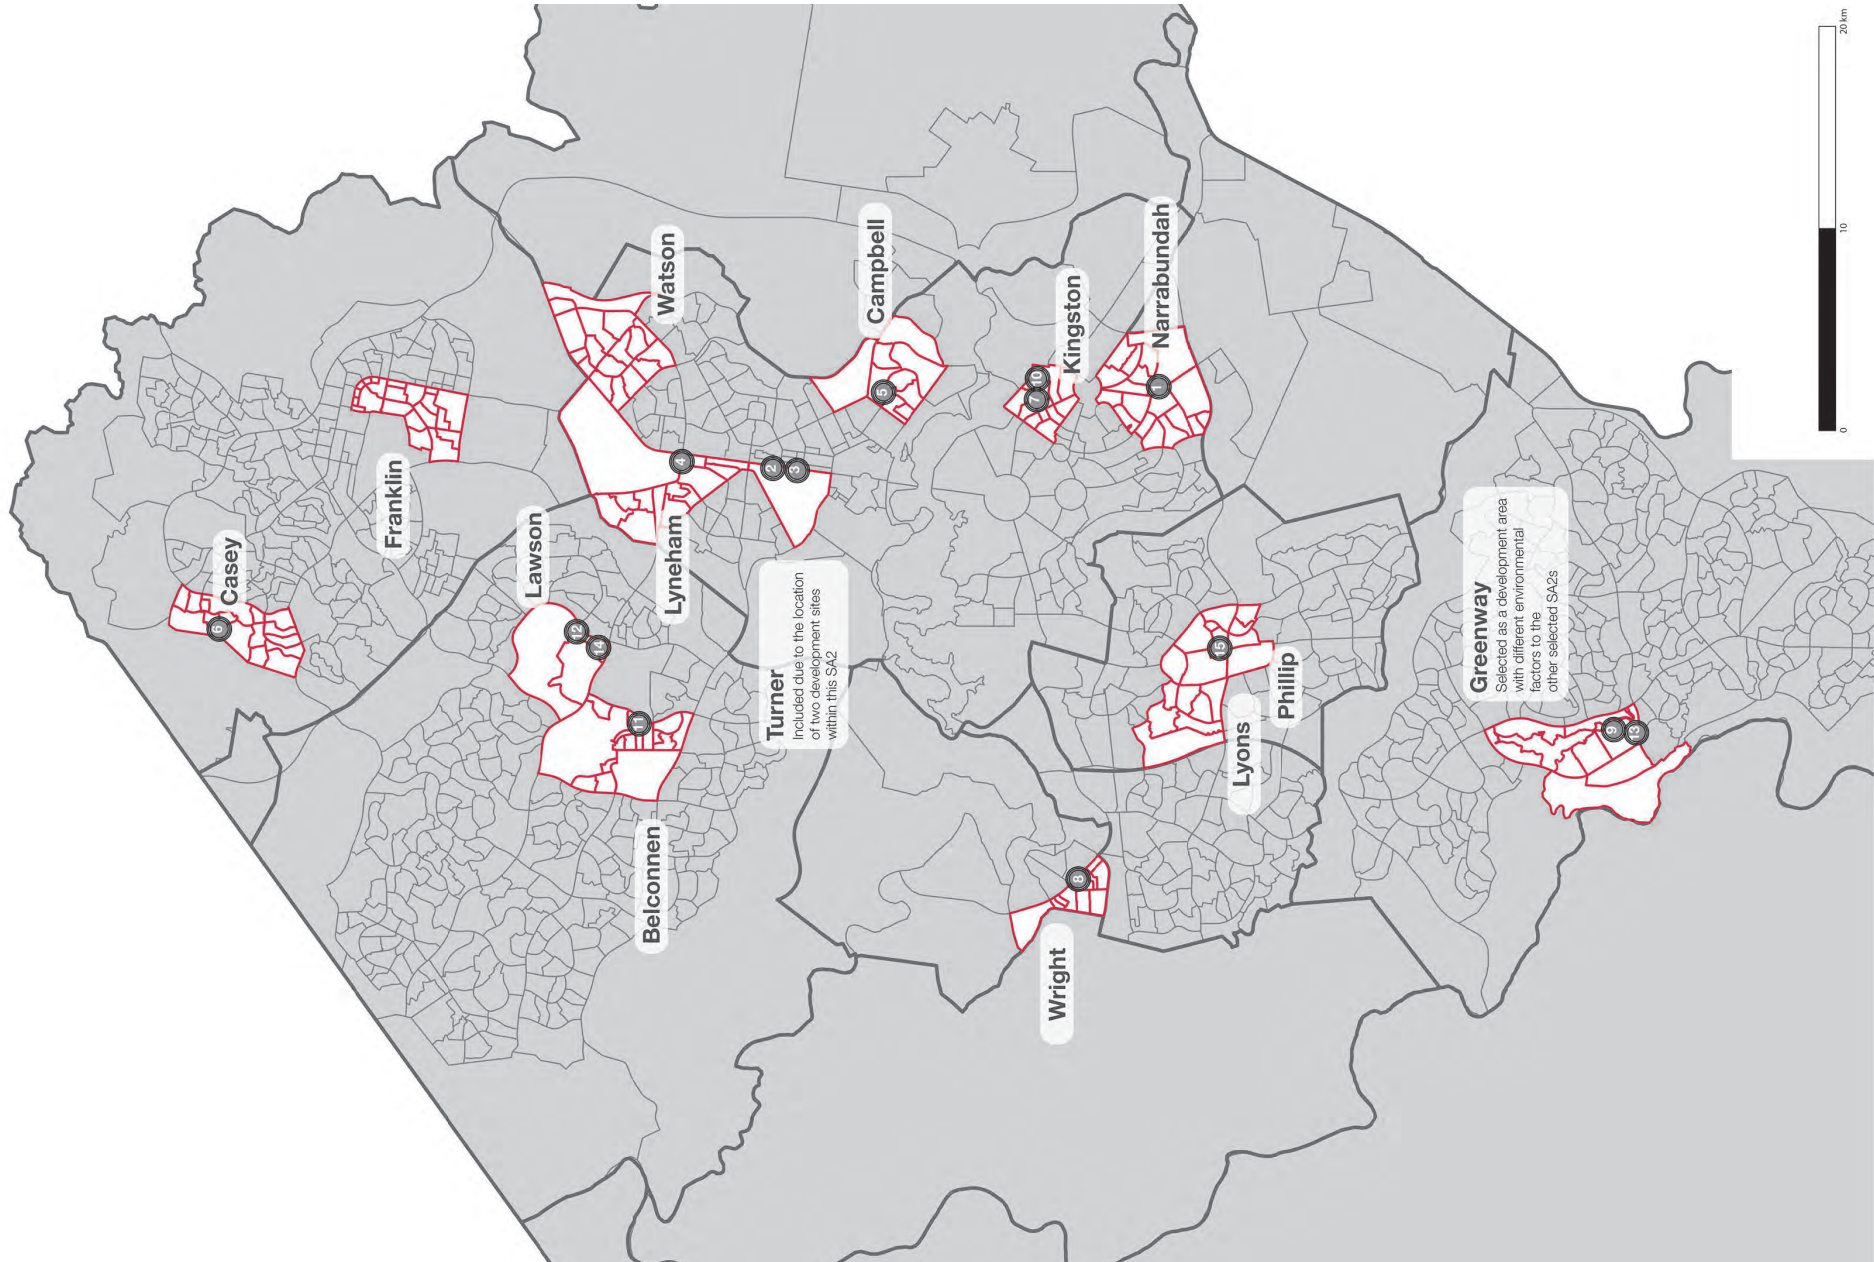 6
Casey
Franklin
Lawson
12
14
11
Belconnen
Watson
Lyneham
4
Turner
Included due to the location
of two development sites
within this SA2
2
3
Campbell
5
7
10
Wright
Kingston
8
1
Narrabundah
15
Lyons
Phillip
Greenway
Selected as a development area
with different environmental
factors to the
other selected SA2s
9
13
0 10 20 km